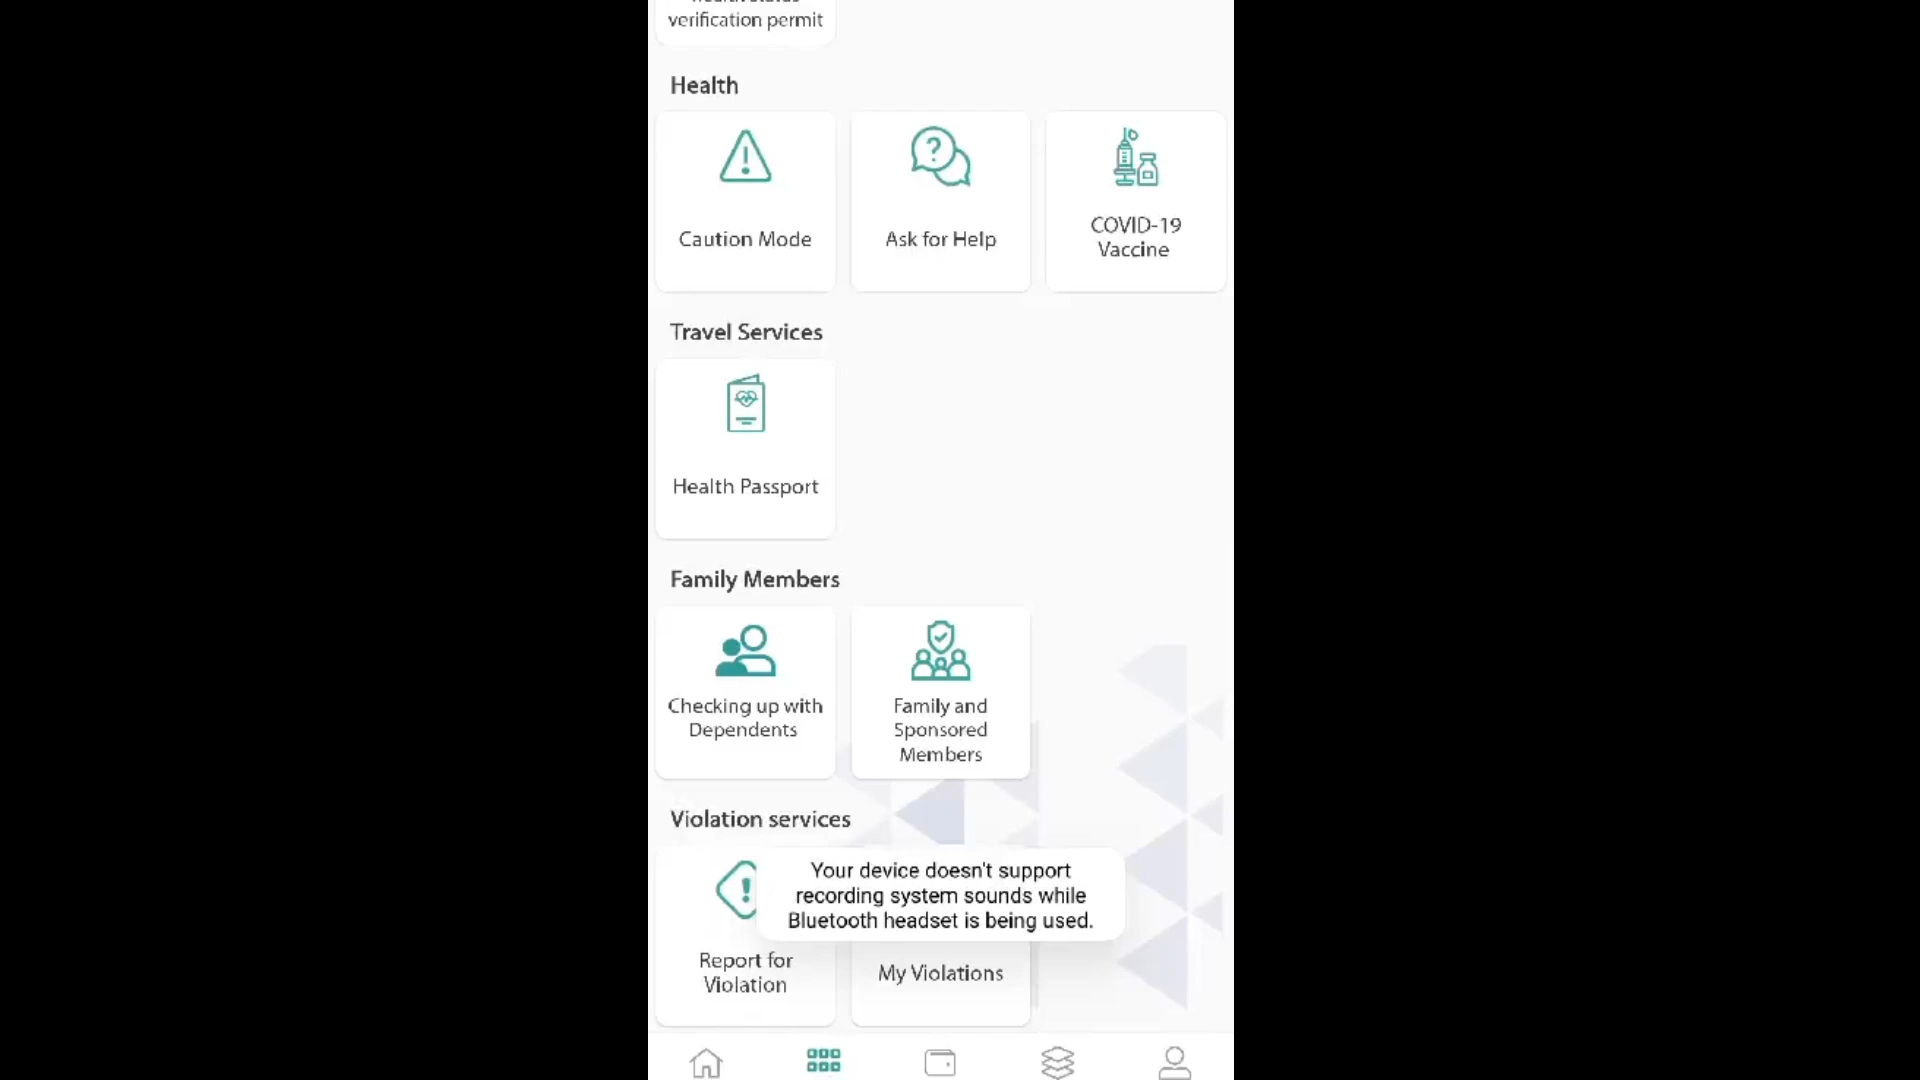 verification permit
Health
Caution Mode
Ask for Help
COVID-19
Vaccine
Travel Services
Health Passport
Family Members
Checking up with
Dependents
Family and
Sponsored
Members
Violation services
Your device doesn't support
recording system sounds while
Bluetooth headset is being used.
Report for
Violation
My Violations